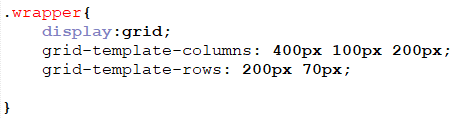 .wrapper{
    display:grid;
    grid-template-columns: 400px 100px 200px;
    grid-template-rows: 200px 70px;

}